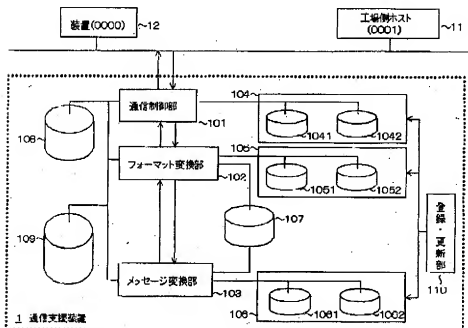 装置(0000)
12
工場側ホスト
(0001)
11
通信制御部
101
104
1041
1042
108
フォーマット変換部
102
105
1051
1052
107
109
登録・更新部
110
メッセージ変換部
103
106
1061
1062
1 通信支援装置